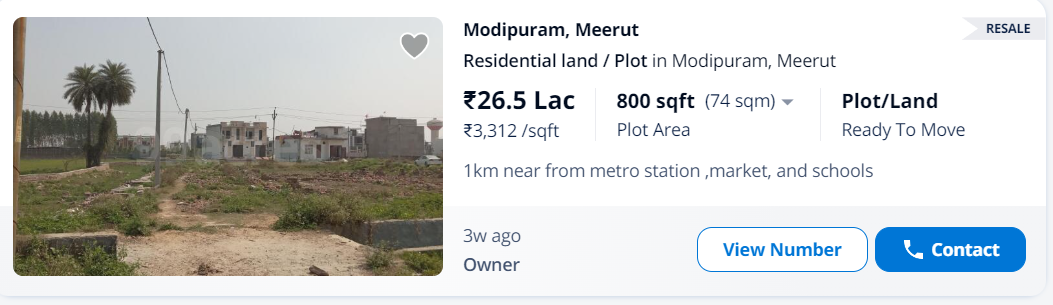 Modipuram, Meerut
RESALE
Residential land / Plot in Modipuram, Meerut
₹26.5 Lac
₹3,312 /sqft
800 sqft (74 sqm)
Plot Area
Plot/Land
Ready To Move
1km near from metro station ,market, and schools
3w ago
Owner
View Number
Contact